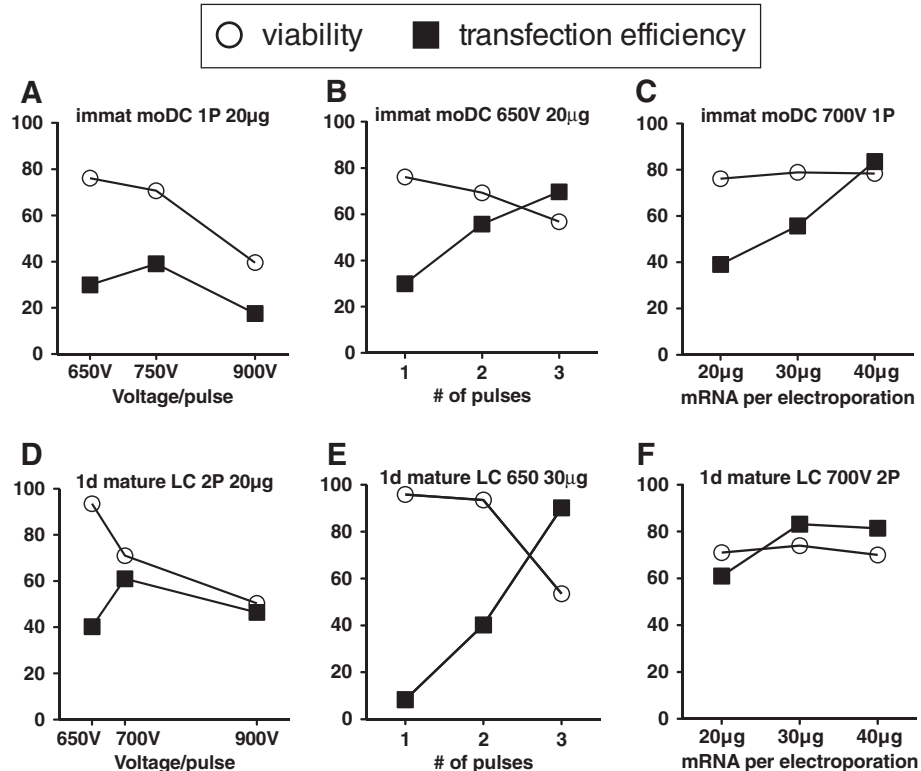 viability transfection efficiency
A
immat moDC 1P 20µg
100
80
60
40
20
0
650V 750V 900V
Voltage/pulse
B
immat moDC 650V 20µg
100
80
60
40
20
0
1 2 3
# of pulses
C
immat moDC 700V 1P
100
80
60
40
20
0
20µg 30µg 40µg
mRNA per electroporation
D
1d mature LC 2P 20µg
100
80
60
40
20
0
650V 700V 900V
Voltage/pulse
E
1d mature LC 650 30µg
100
80
60
40
20
0
1 2 3
# of pulses
F
1d mature LC 700V 2P
100
80
60
40
20
0
20µg 30µg 40µg
mRNA per electroporation